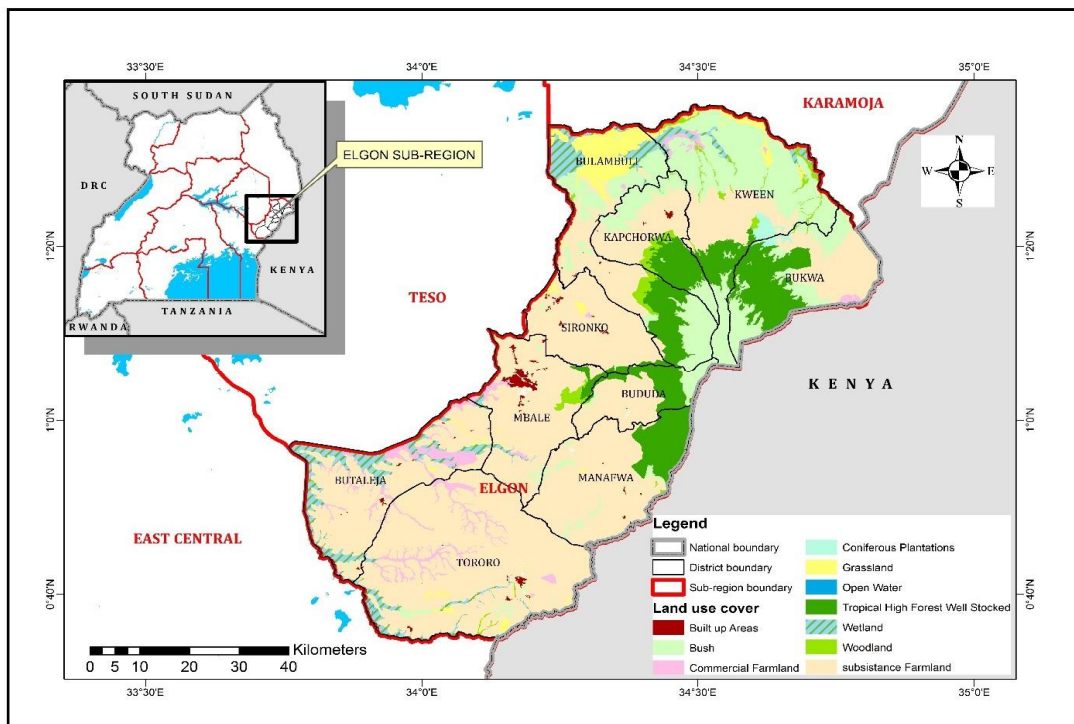 33°30'E 34°0'E 34°30'E 35°0'E
SOUTH SUDAN
DRC
KENYA
TANZANIA
RWANDA
ELGON SUB-REGION
KARAMOJA
N
W E
S
BULAMBULI
KWEEN
KAPCHORWA
BUKWA
1°20'N
1°20'N
TESO
SIRONKO
KENYA
BUDUDA
MBALE
1°0'N
1°0'N
BUTALEJA
ELGON
MANAFWA
EAST CENTRAL
TORORO
0°40'N
0°40'N
Legend
National boundary
District boundary
Sub-region boundary
Land use cover
Built up Areas
Bush
Commercial Farmland
Coniferous Plantations
Grassland
Open Water
Tropical High Forest Well Stocked
Wetland
Woodland
subsistance Farmland
Kilometers
0 5 10 20 30 40
33°30'E 34°0'E 34°30'E 35°0'E